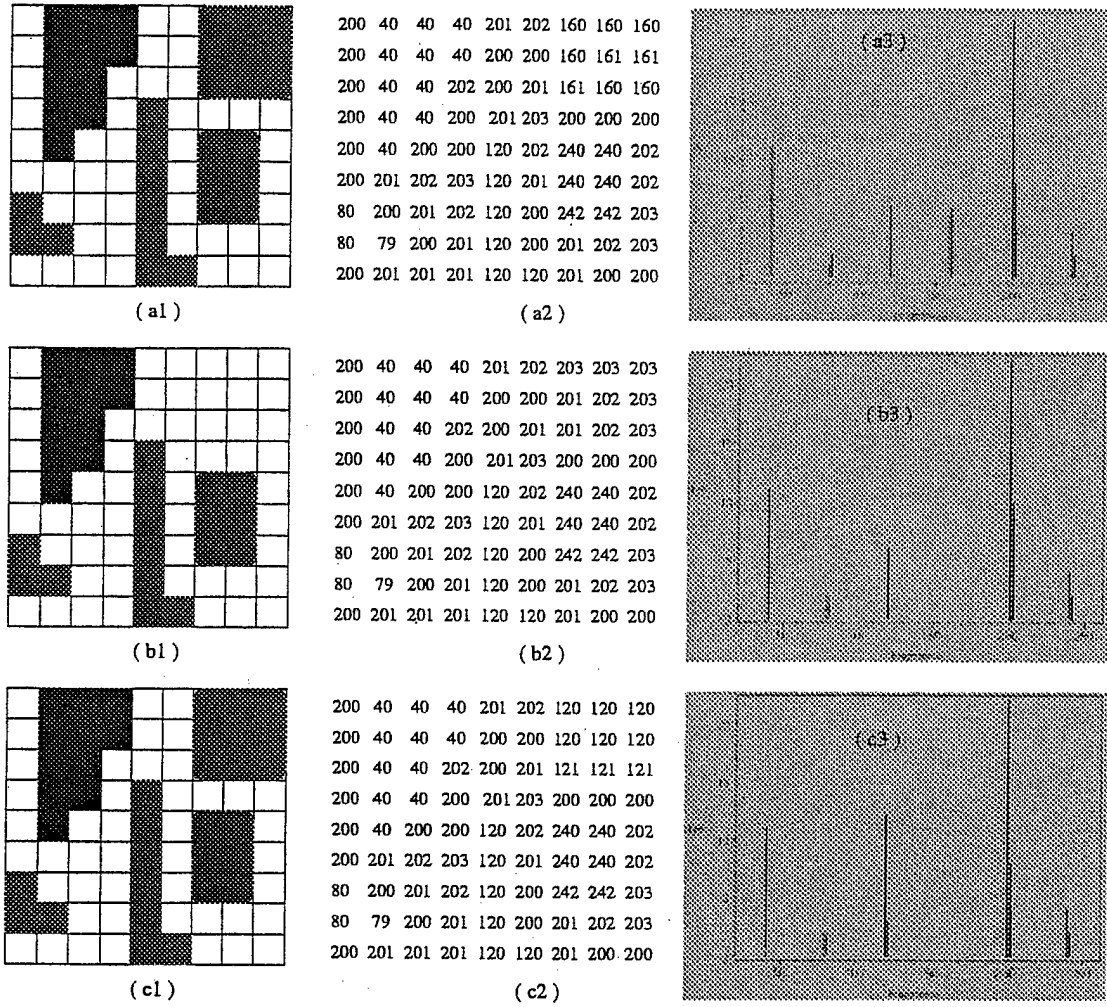 200 40 40 40 201 202 160 160 160
200 40 40 40 200 200 160 161 161
200 40 40 202 200 201 161 160 160
200 40 40 200 201 203 200 200 200
200 40 200 200 120 202 240 240 202
200 201 202 203 120 201 240 240 202
80 200 201 202 120 200 242 242 203
80 79 200 201 120 200 201 202 203
200 201 201 201 120 120 201 200 200
(a3)
(a1)
(a2)
200 40 40 40 201 202 203 203 203
200 40 40 40 200 200 201 202 203
200 40 40 202 200 201 201 202 203
200 40 40 200 201 203 200 200 200
200 40 200 200 120 202 240 240 202
200 201 202 203 120 201 240 240 202
80 200 201 202 120 200 242 242 203
80 79 200 201 120 200 201 202 203
200 201 201 201 120 120 201 200 200
(b3)
(b1)
(b2)
200 40 40 40 201 202 120 120 120
200 40 40 40 200 200 120 120 120
200 40 40 202 200 201 121 121 121
200 40 40 200 201 203 200 200 200
200 40 200 200 120 202 240 240 202
200 201 202 203 120 201 240 240 202
80 200 201 202 120 200 242 242 203
80 79 200 201 120 200 201 202 203
200 201 201 201 120 120 201 200 200
(c3)
(c1)
(c2)